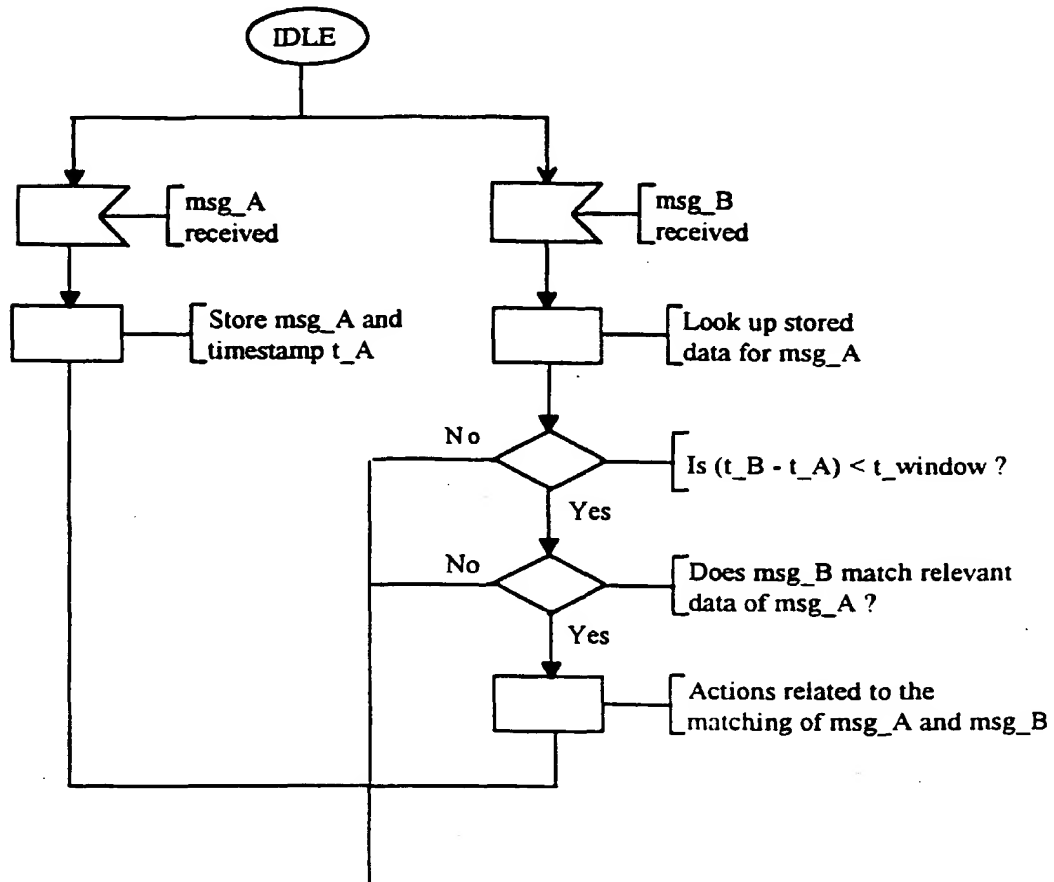 IDLE
msg_A
received
msg_B
received
Store msg_A and
timestamp t_A
Look up stored
data for msg_A
No
Is (t_B - t_A) < t_window ?
Yes
No
Does msg_B match relevant
data of msg_A ?
Yes
Actions related to the
matching of msg_A and msg_B